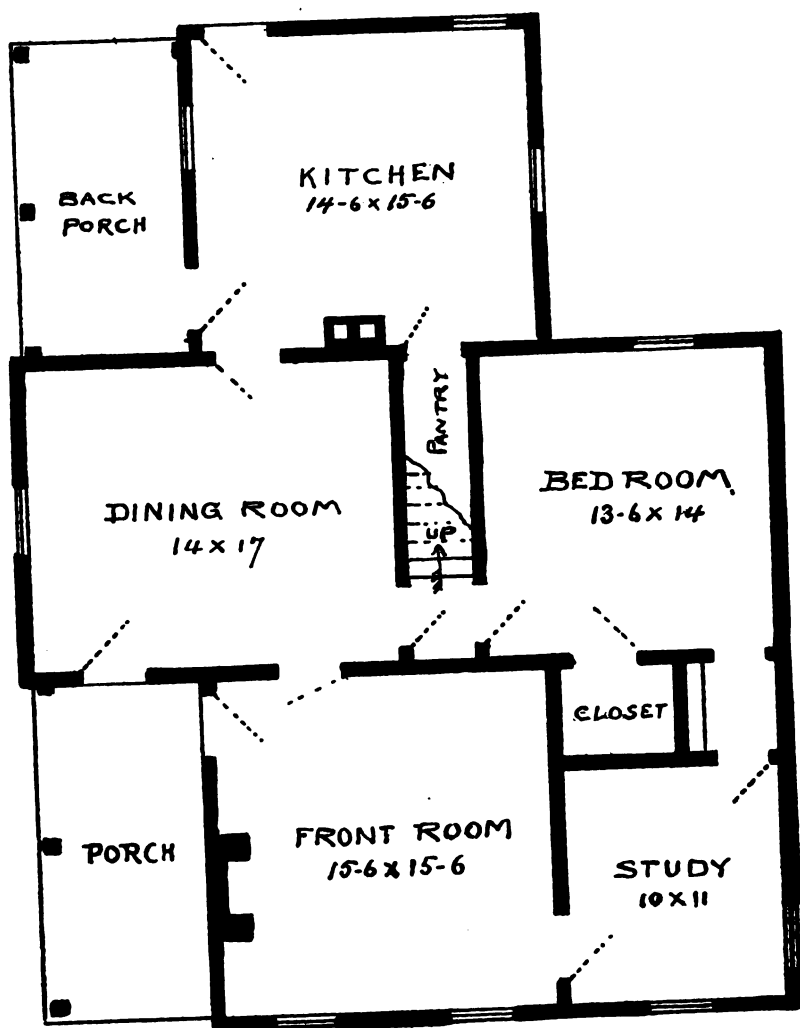 KITCHEN
14-6 x 15-6
BACK
PORCH
PANTRY
UP
DINING ROOM
14 x 17
BED ROOM
13-6 x 14
CLOSET
PORCH
FRONT ROOM
15-6 x 15-6
STUDY
10 x 11